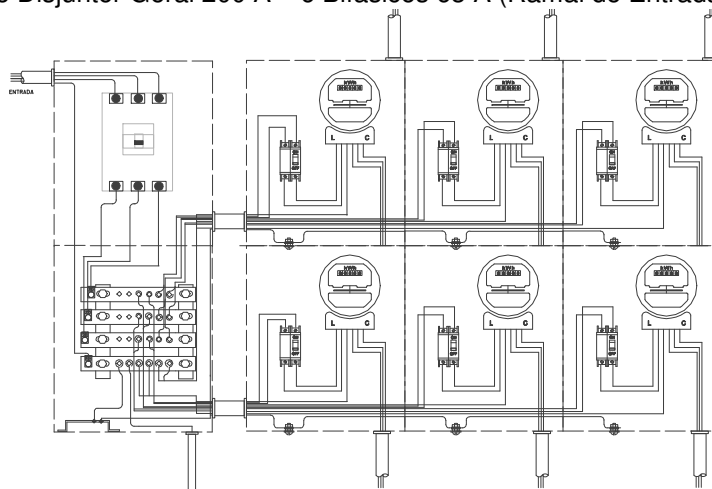 Disjuntor Geral 200 A – 6 Bifásicos 63 A (Ramal de Entrada
ENTRADA
kWh
kWh
kWh
L C
L C
L C
kWh
kWh
kWh
L C
L C
L C